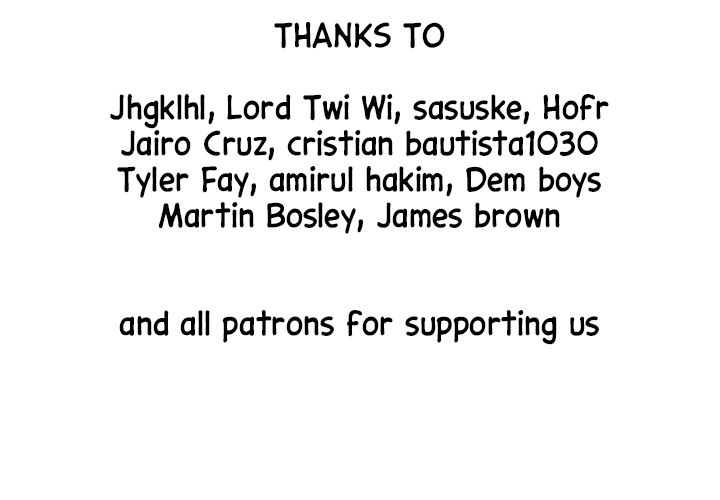 THANKS TO
Jhgklhl, Lord Twi Wi, sasuske, Hofr
Jairo Cruz, cristian bautista1030
Tyler Fay, amirul hakim, Dem boys
Martin Bosley, James brown
and all patrons for supporting us